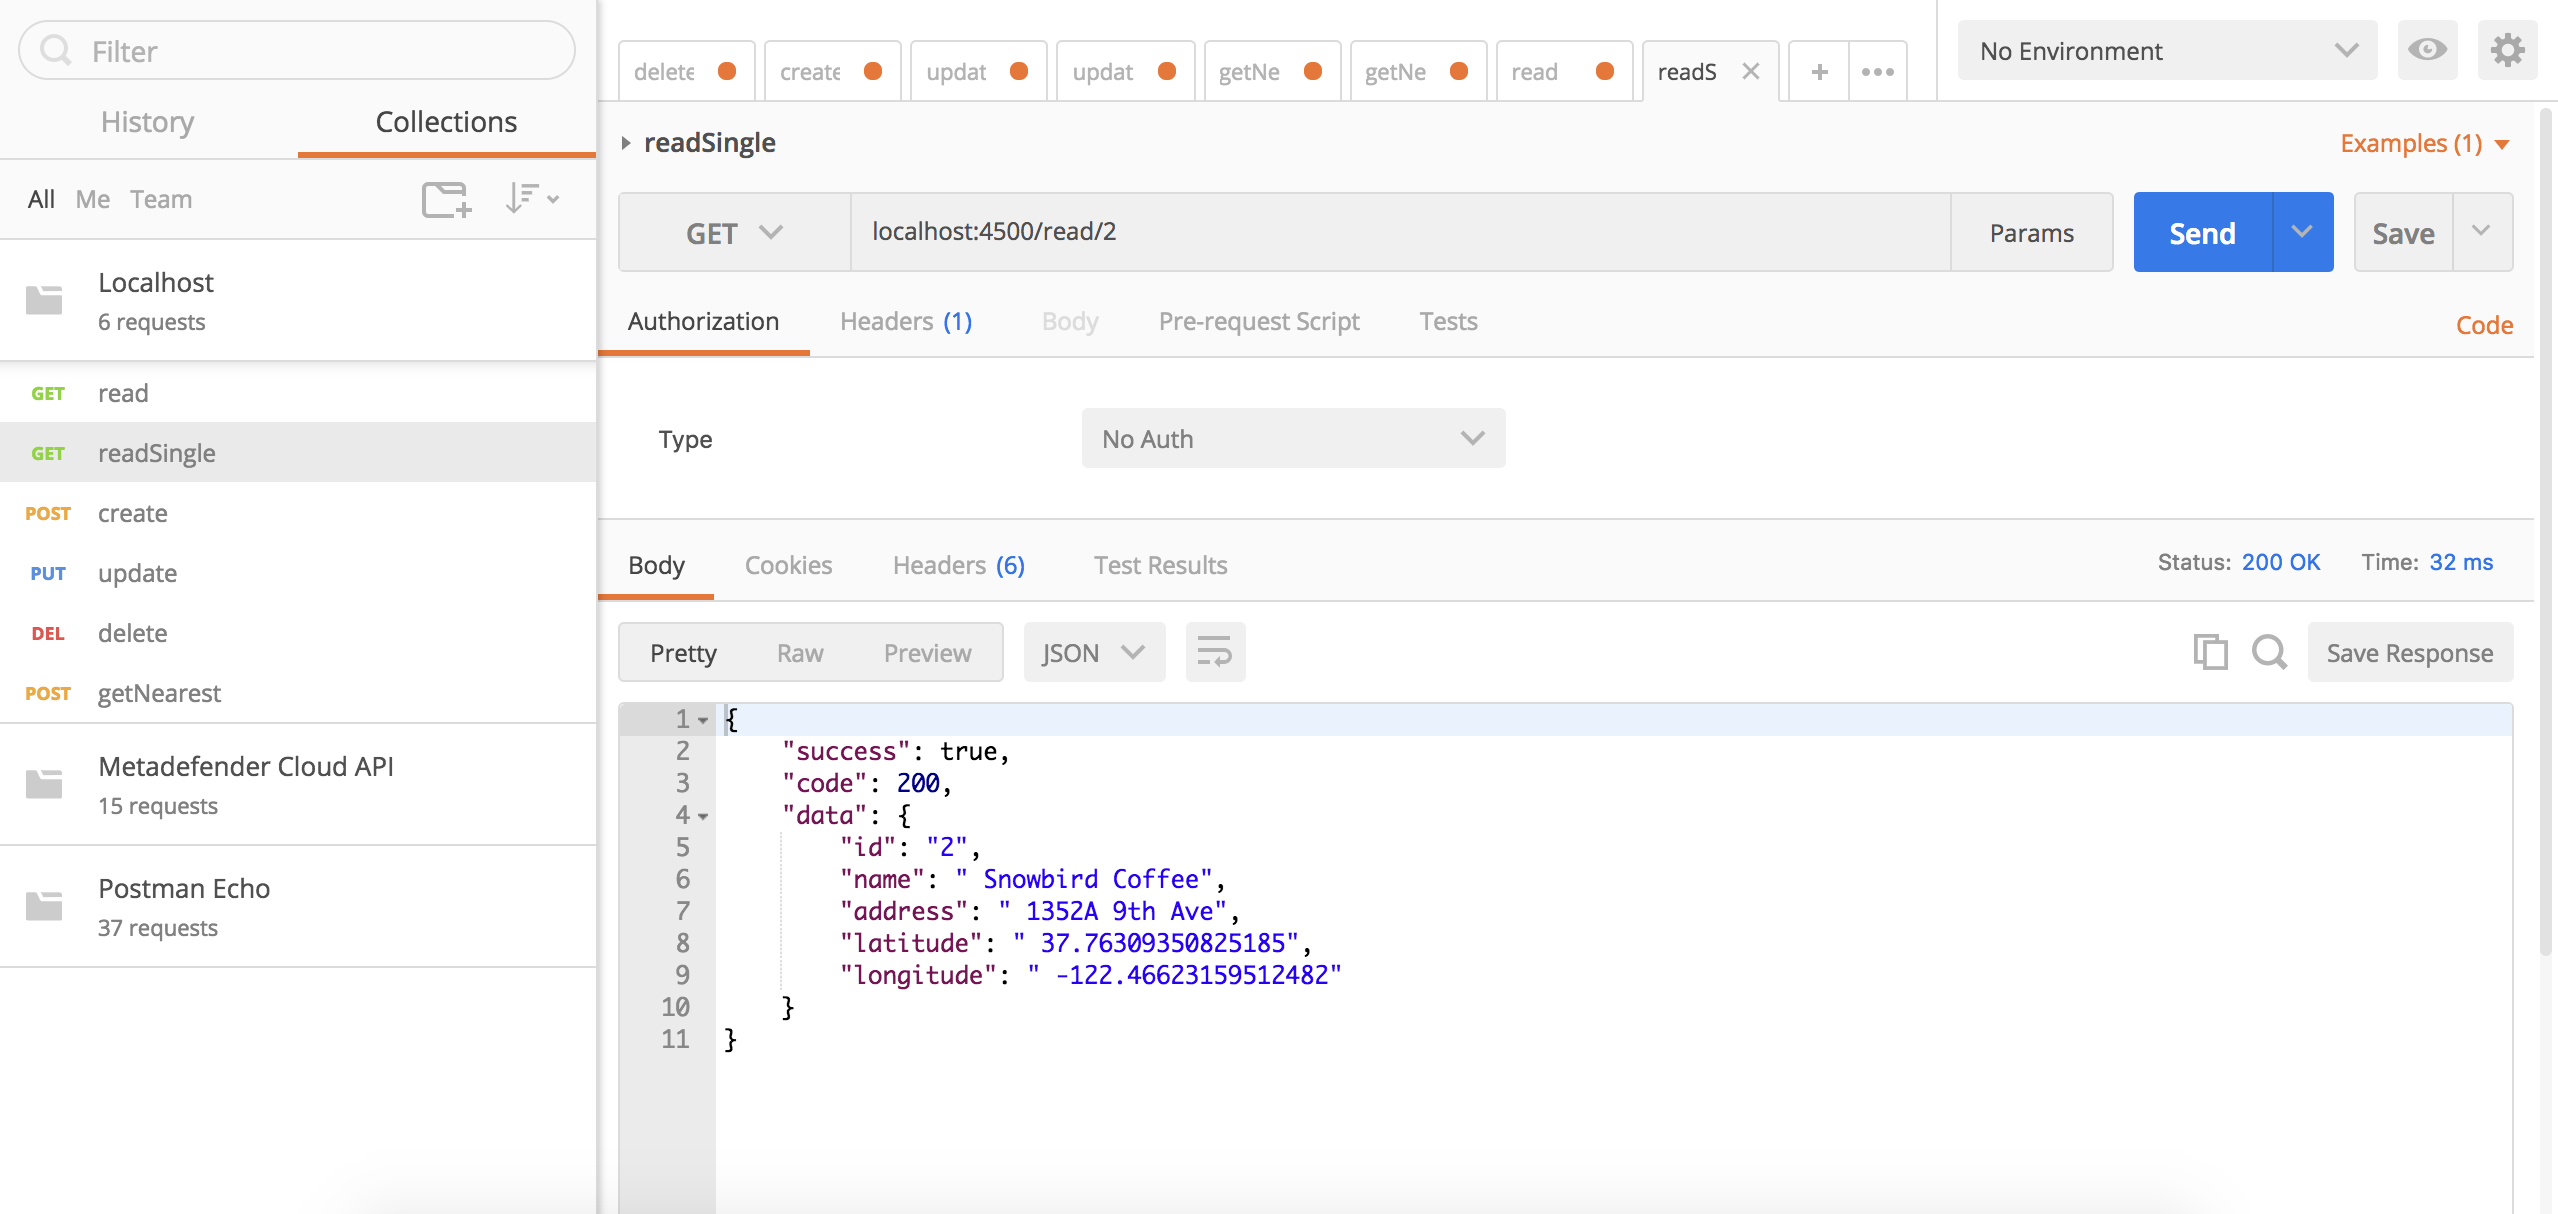 Filter
History Collections
All Me Team
Localhost
6 requests
GET read
GET readSingle
POST create
PUT update
DEL delete
POST getNearest
Metadefender Cloud API
15 requests
Postman Echo
37 requests
delete create updat updat getNe getNe read readS + •••
No Environment
readSingle
Examples (1)
GET localhost:4500/read/2 Params Send Save
Authorization Headers (1) Body Pre-request Script Tests Code
Type No Auth
Body Cookies Headers (6) Test Results Status: 200 OK Time: 32 ms
Pretty Raw Preview JSON Save Response
1 {
2 "success": true,
3 "code": 200,
4 "data": {
5 "id": "2",
6 "name": " Snowbird Coffee",
7 "address": " 1352A 9th Ave",
8 "latitude": " 37.76309350825185",
9 "longitude": " -122.46623159512482"
10 }
11 }